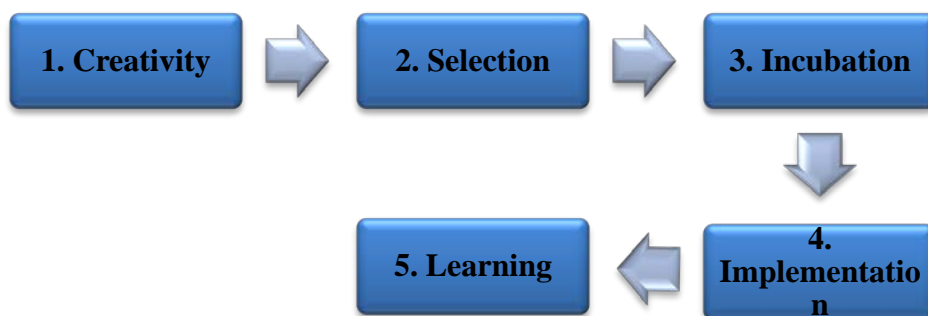 1. Creativity
2. Selection
3. Incubation
4.
Implementatio
n
5. Learning